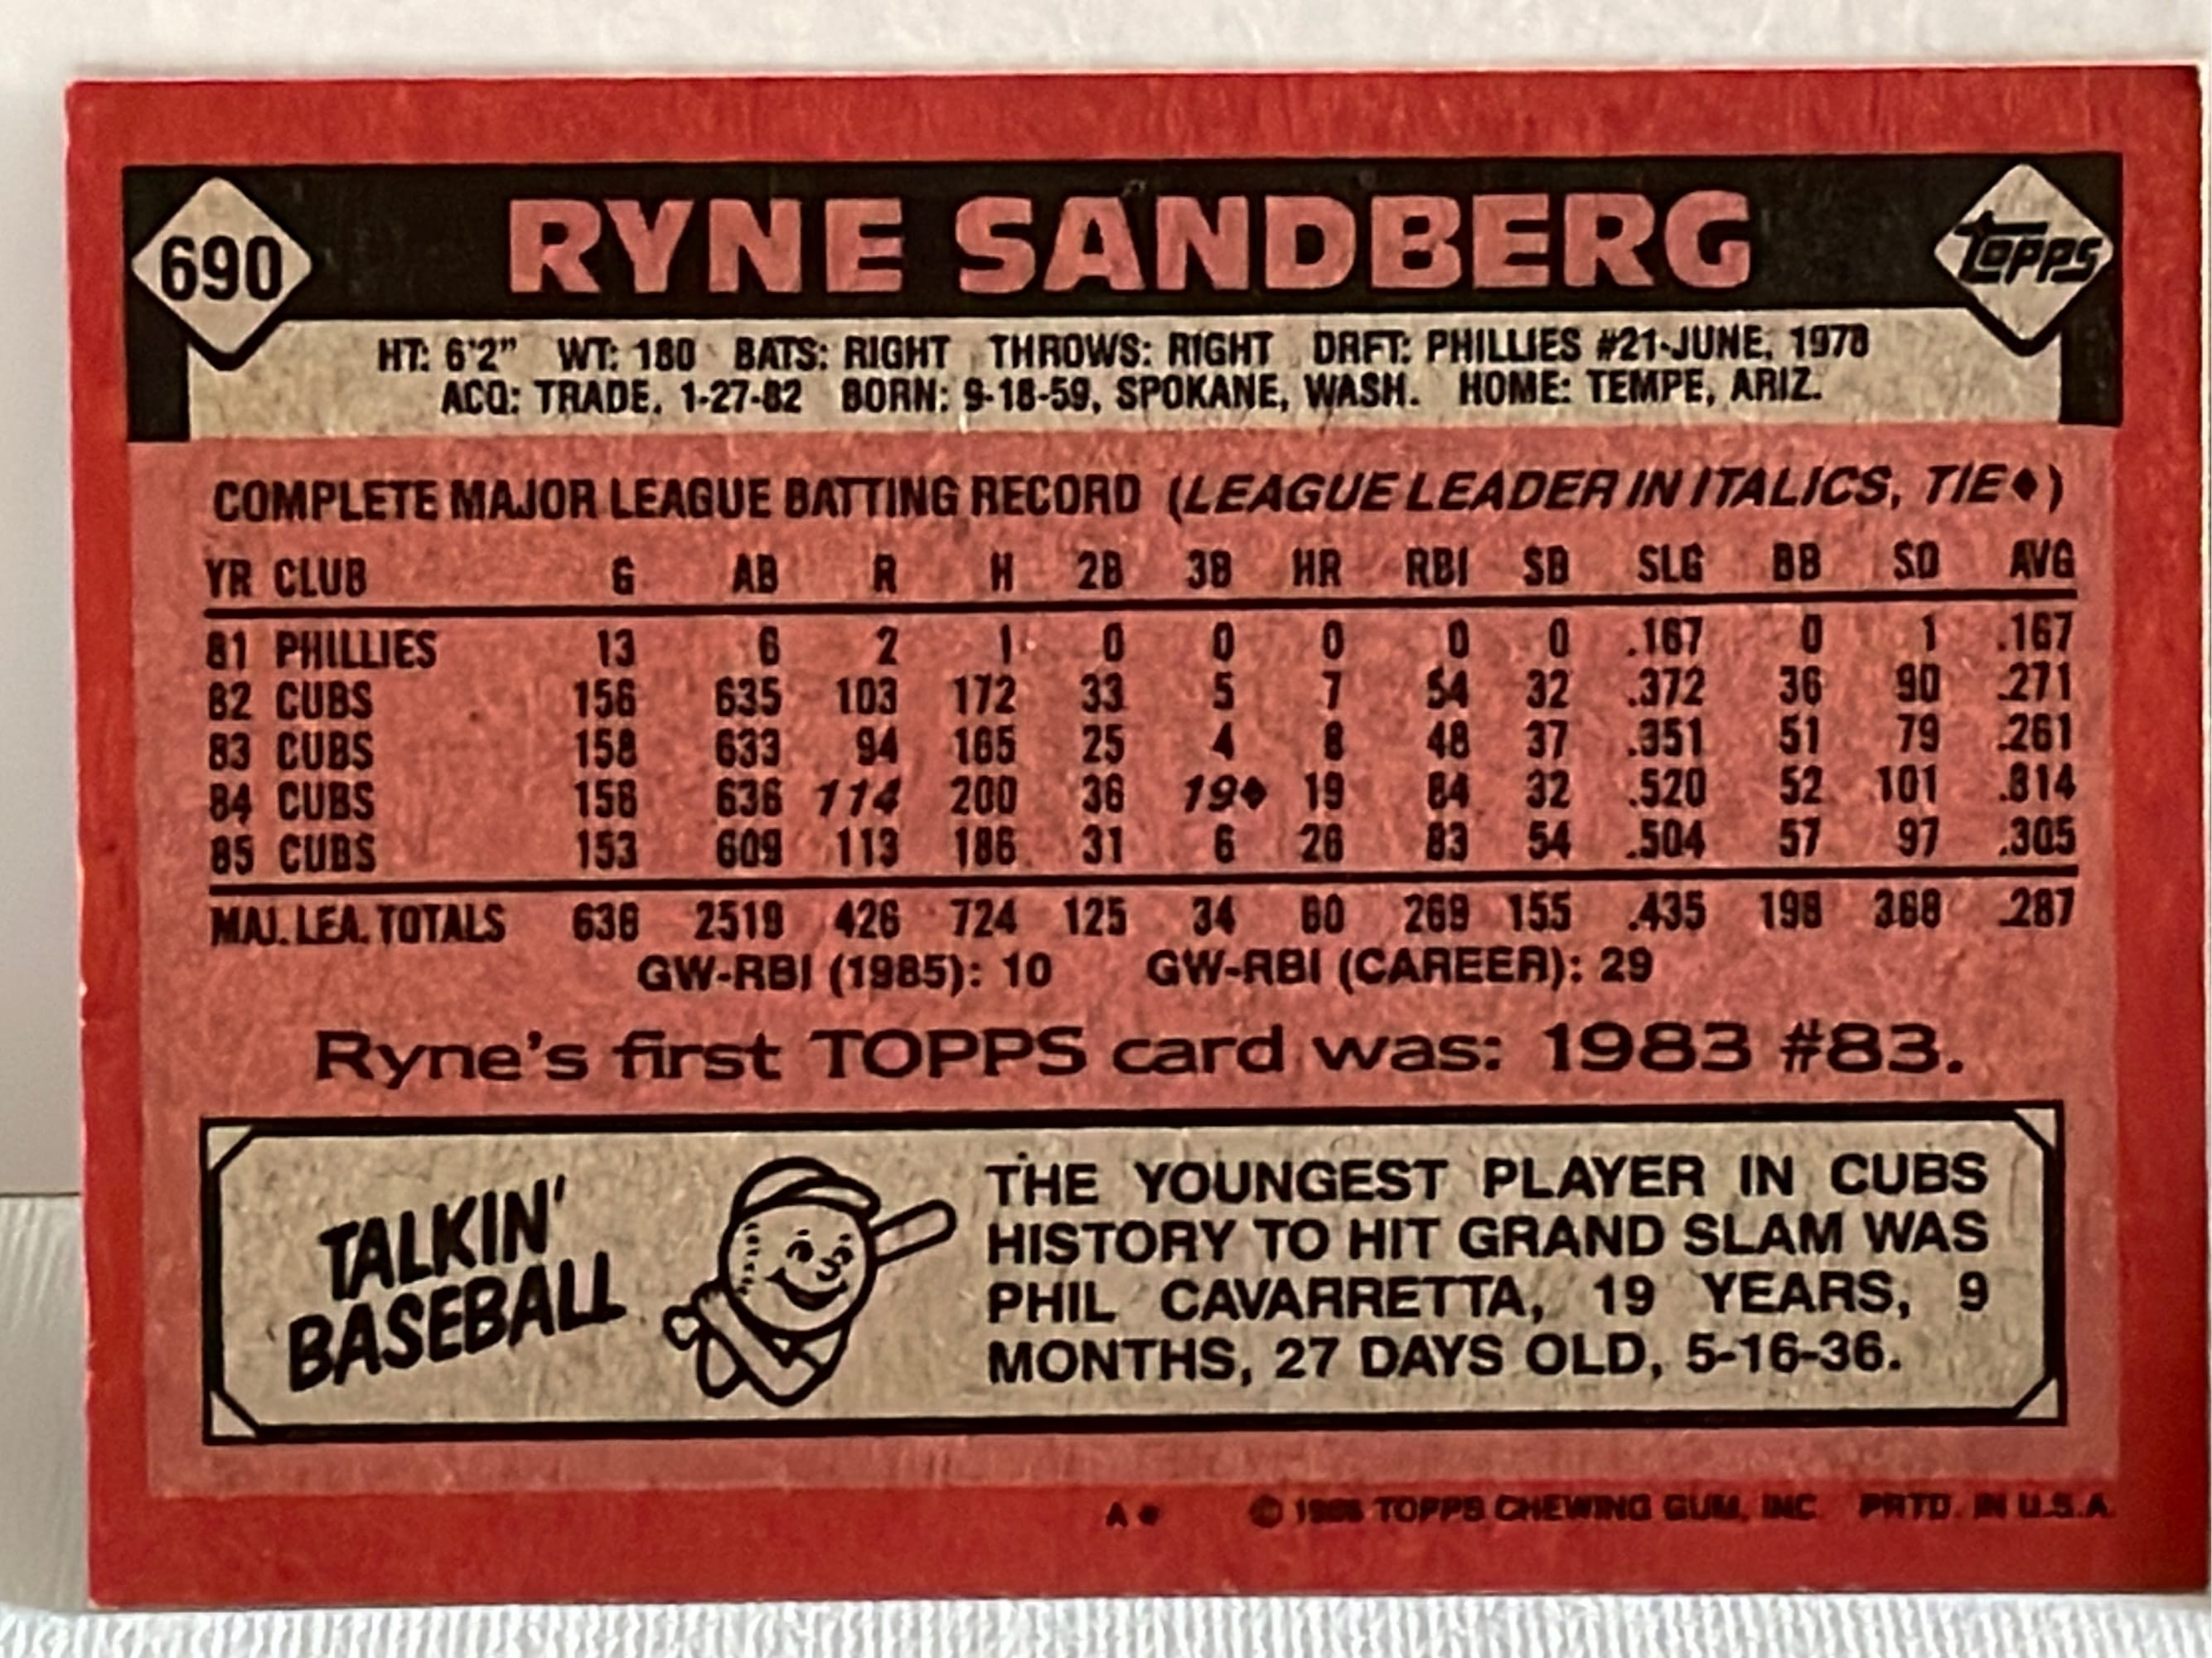 690 RYNE SANDBERG topps
HT: 6'2" WT: 180 BATS: RIGHT THROWS: RIGHT DRFT: PHILLIES #21-JUNE, 1978
ACQ: TRADE, 1-27-82 BORN: 9-18-59, SPOKANE, WASH. HOME: TEMPE, ARIZ.
COMPLETE MAJOR LEAGUE BATTING RECORD (LEAGUE LEADER IN ITALICS, TIE♦)
YR CLUB G AB R H 2B 3B HR RBI SB SLG BB SO AVG
81 PHILLIES 13 6 2 1 0 0 0 0 0 .167 0 1 .167
82 CUBS 156 635 103 172 33 5 7 54 32 .372 36 90 .271
83 CUBS 158 633 94 165 25 4 8 48 37 .351 51 79 .261
84 CUBS 156 636 114 200 36 19♦ 19 84 32 .520 52 101 .314
85 CUBS 153 609 113 186 31 6 26 83 54 .504 57 97 .305
MAJ. LEA. TOTALS 636 2519 426 724 125 34 60 269 155 .435 196 368 .287
GW-RBI (1985): 10 GW-RBI (CAREER): 29
Ryne's first TOPPS card was: 1983 #83.
TALKIN'
BASEBALL
THE YOUNGEST PLAYER IN CUBS
HISTORY TO HIT GRAND SLAM WAS
PHIL CAVARRETTA, 19 YEARS, 9
MONTHS, 27 DAYS OLD, 5-16-36.
A * © 1986 TOPPS CHEWING GUM, INC. PRTD. IN U.S.A.